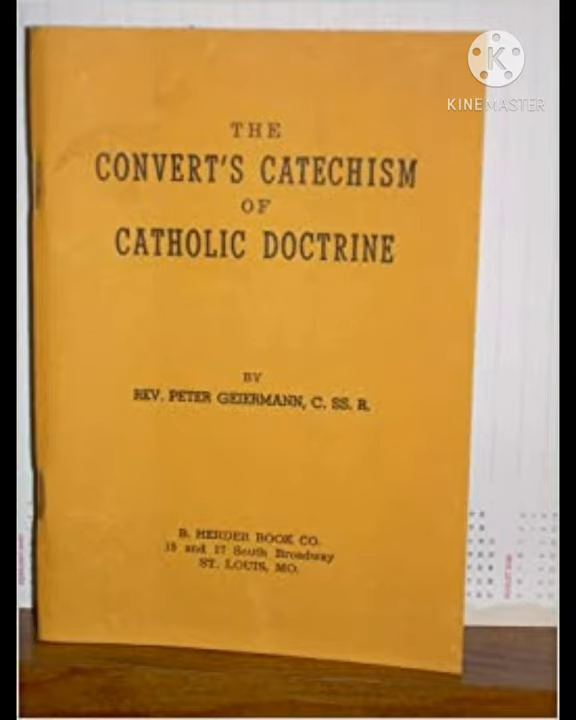 K
KINEMASTER
THE
CONVERT'S CATECHISM
OF
CATHOLIC DOCTRINE
BY
REV. PETER GEIERMANN, C. SS. R.
B. HERDER BOOK CO.
15 and 17 South Broadway
ST. LOUIS, MO.